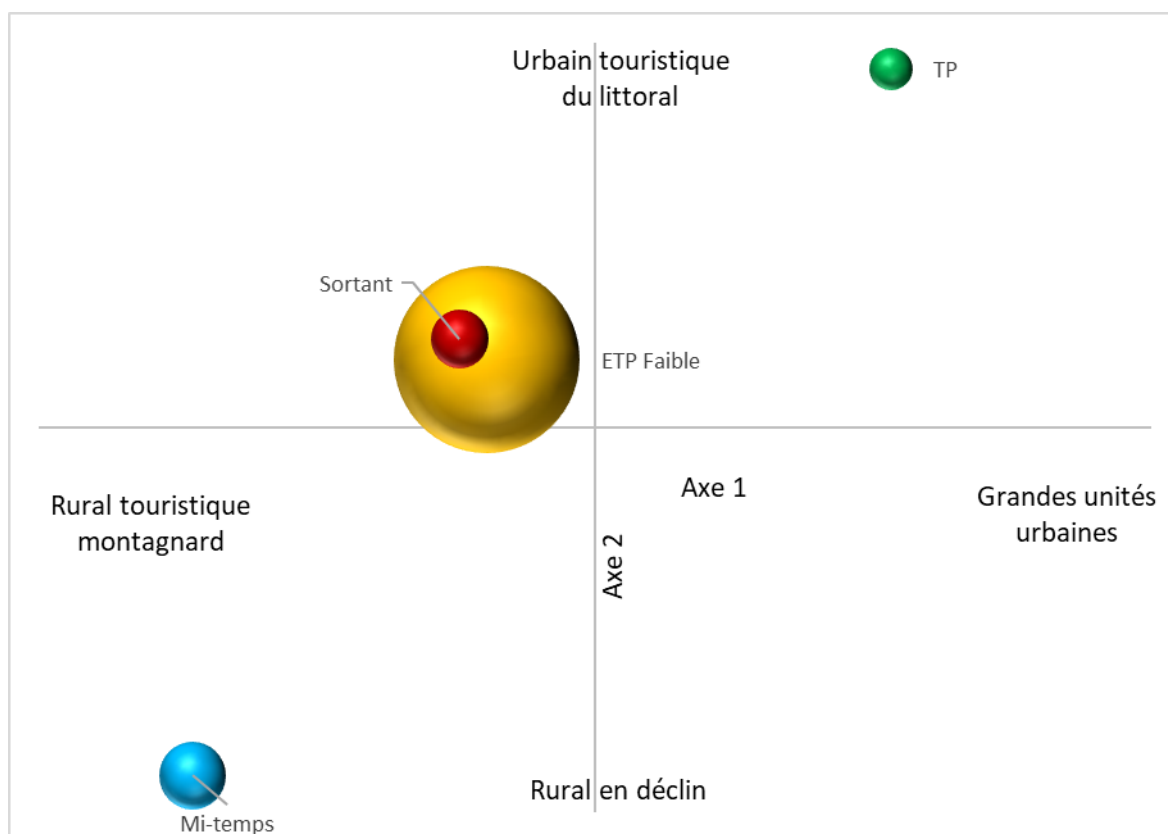 Urbain touristique
du littoral
TP
Sortant
ETP Faible
Axe 1
Rural touristique
montagnard
Grandes unités
urbaines
Axe 2
Rural en déclin
Mi-temps